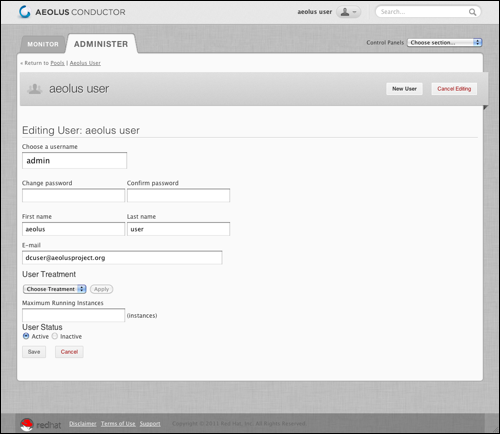 AEOLUS CONDUCTOR
aeolus user
Search...
MONITOR
ADMINISTER
Control Panels Choose section...
« Return to Pools | Aeolus User
aeolus user
New User
Cancel Editing
Editing User: aeolus user
Choose a username
admin
Change password
Confirm password
First name
Last name
aeolus
user
E-mail
dcuser@aeolusproject.org
User Treatment
Choose Treatment
Apply
Maximum Running Instances
(instances)
User Status
Active
Inactive
Save
Cancel
redhat
Disclaimer
Terms of Use
Support
Copyright Red Hat, Inc. All Rights Reserved.